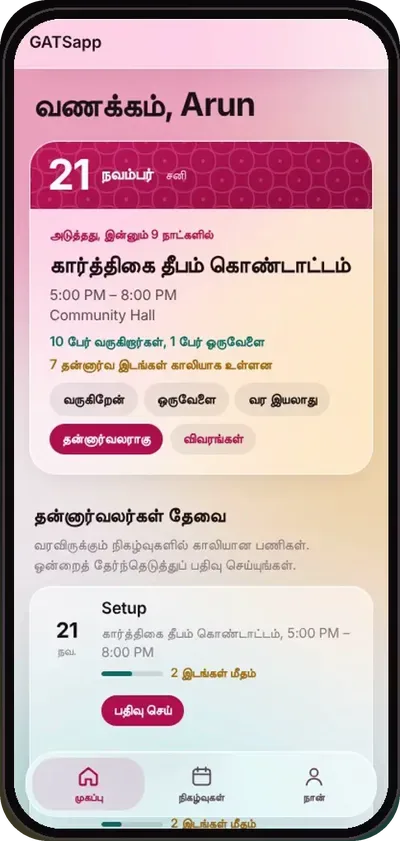 GATSapp
வணக்கம், Arun
21 நவம்பர் சனி
அடுத்தது, இன்னும் 9 நாட்களில்
கார்த்திகை தீபம் கொண்டாட்டம்
5:00 PM – 8:00 PM
Community Hall
10 பேர் வருகிறார்கள், 1 பேர் ஒருவேளை
7 தன்னார்வ இடங்கள் காலியாக உள்ளன
வருகிறேன் ஒருவேளை வர இயலாது
தன்னார்வலராகு விவரங்கள்
தன்னார்வலர்கள் தேவை
வரவிருக்கும் நிகழ்வுகளில் காலியான பணிகள்.
ஒன்றைத் தேர்ந்தெடுத்துப் பதிவு செய்யுங்கள்.
Setup
21 கார்த்திகை தீபம் கொண்டாட்டம், 5:00 PM –
நவ. 8:00 PM
2 இடங்கள் மீதம்
பதிவு செய்
முகப்பு நிகழ்வுகள் நான்
2 இடங்கள் மீதம்